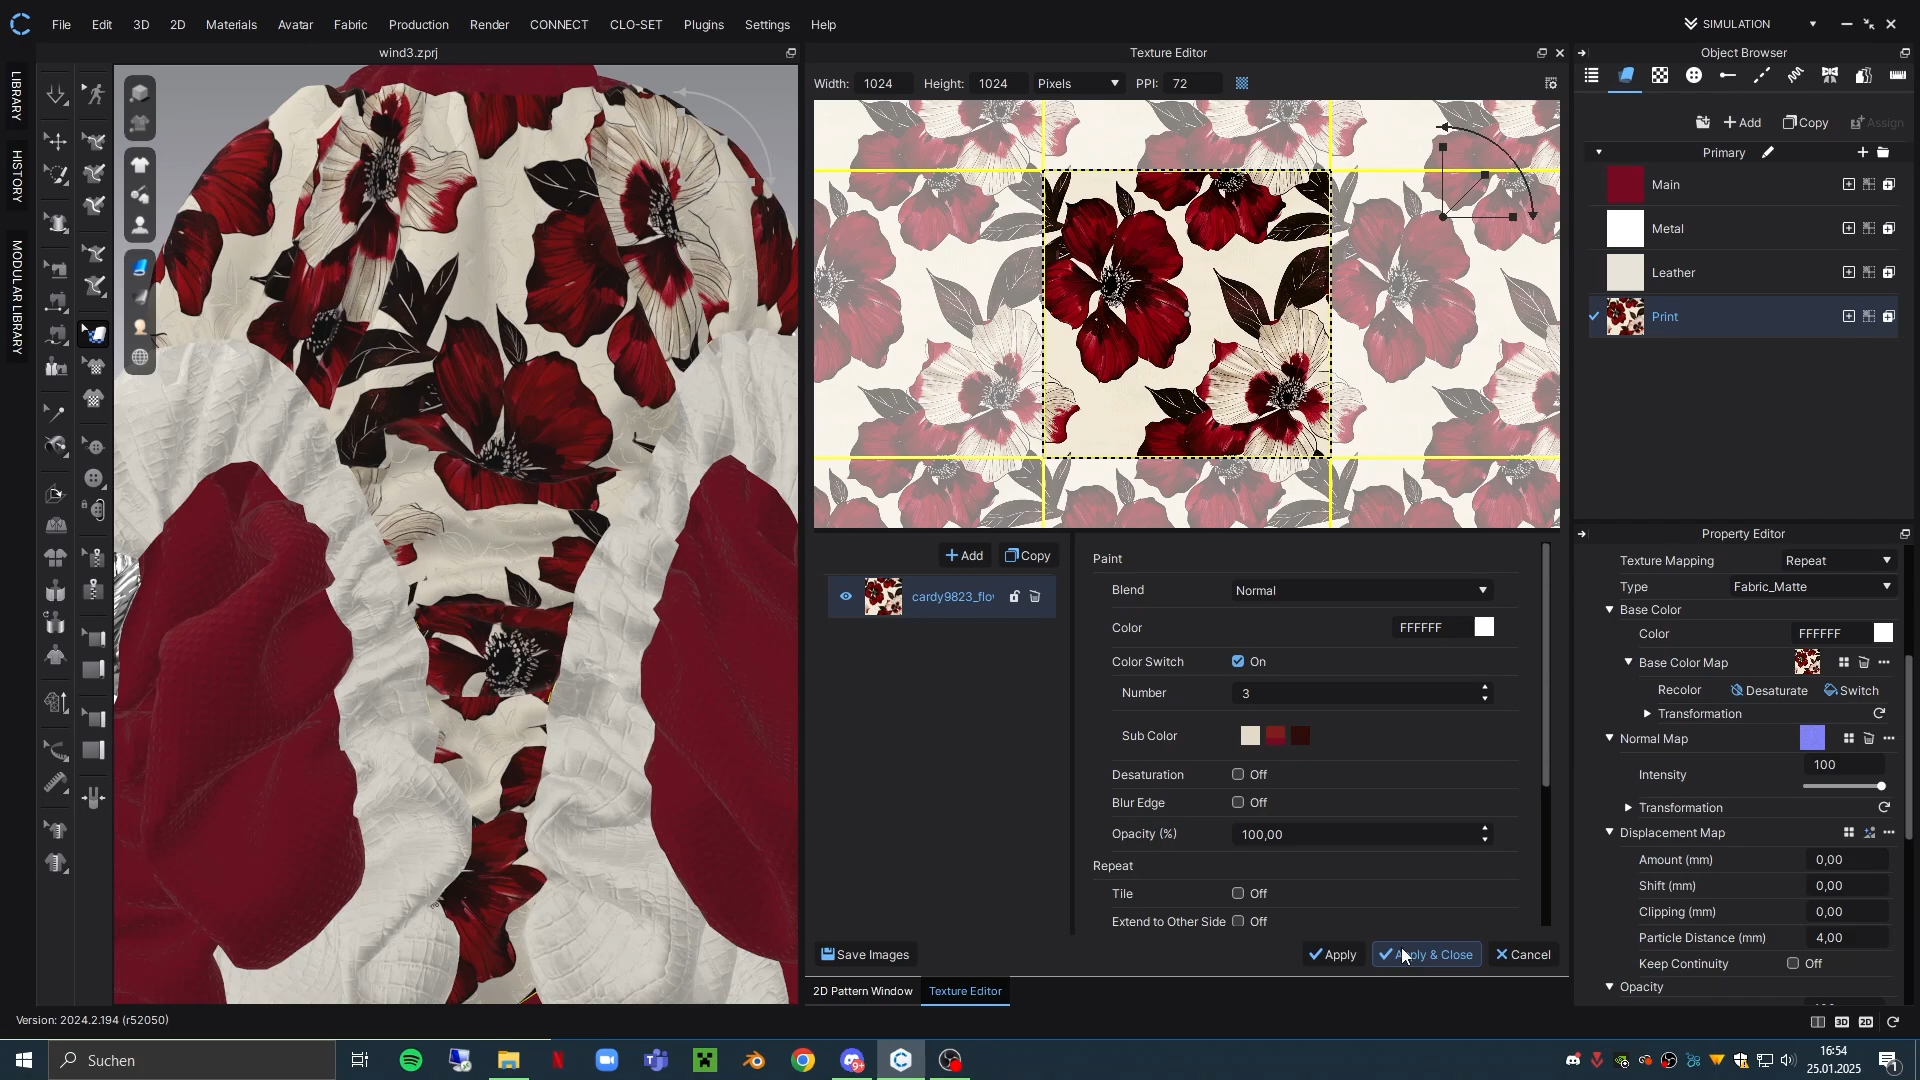 File Edit 3D 2D Materials Fabric Avatar Fabric Production Render CONNECT CLO-SET Plugins Settings Help
SIMULATION
wind3.zprj
Texture Editor
Object Browser
LIBRARY
HISTORY
MODULAR LIBRARY
Width: 1024 Height: 1024 Pixels PPI: 72
Add Copy Assign
Primary
Main
Metal
Leather
Print
Add Copy
cardy9823_flo
Paint
Blend Normal
Color FFFFFF
Color Switch On
Number 3
Sub Color
Desaturation Off
Blur Edge Off
Opacity (%) 100,00
Repeat
Tile Off
Extend to Other Side Off
Save Images Apply Apply & Close Cancel
2D Pattern Window Texture Editor
Property Editor
Texture Mapping Repeat
Type Fabric_Matte
Base Color
Color FFFFFF
Base Color Map
Recolor Desaturate Switch
Transformation
Normal Map
Intensity 100
Transformation
Displacement Map
Amount (mm) 0,00
Shift (mm) 0,00
Clipping (mm) 0,00
Particle Distance (mm) 4,00
Keep Continuity Off
Opacity
Version: 2024.2.194 (r52050)
3D 2D
Suchen
9+
16:54
25.01.2025
1